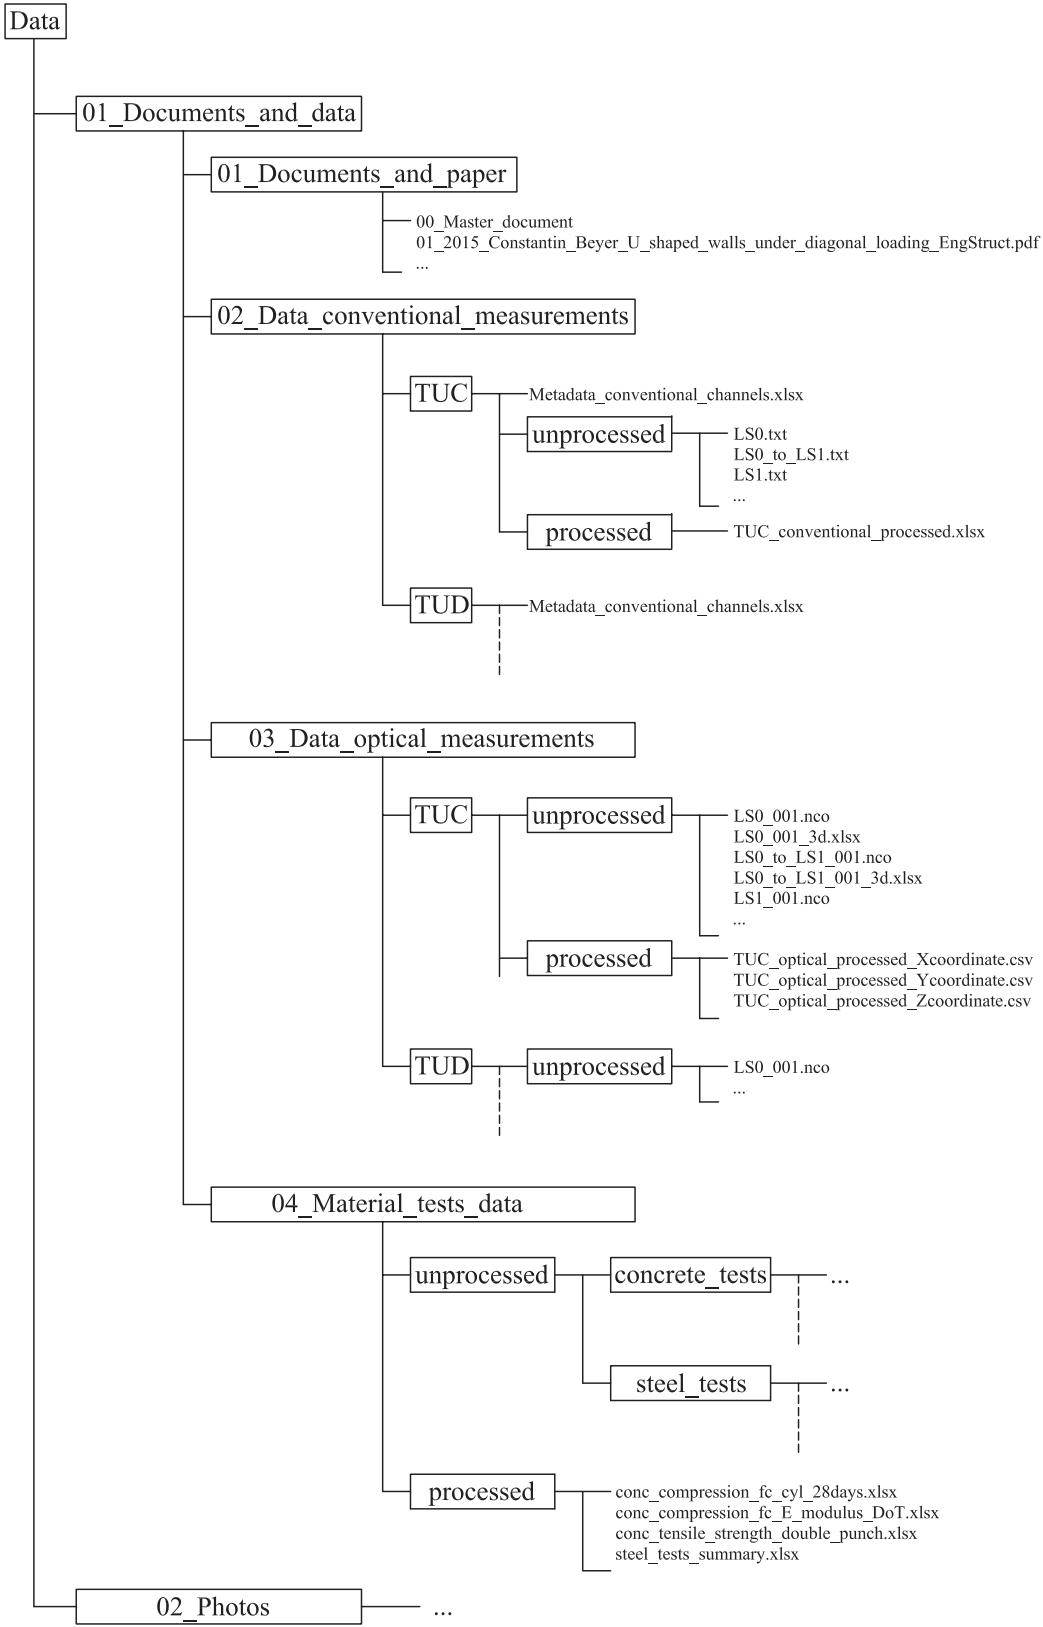 Data
01_Documents_and_data
01_Documents_and_paper
00_Master_document
01_2015_Constantin_Beyer_U_shaped_walls_under_diagonal_loading_EngStruct.pdf
...
02_Data_conventional_measurements
TUC
Metadata_conventional_channels.xlsx
unprocessed
LS0.txt
LS0_to_LS1.txt
LS1.txt
...
processed
TUC_conventional_processed.xlsx
TUD
Metadata_conventional_channels.xlsx
03_Data_optical_measurements
TUC
unprocessed
LS0_001.nco
LS0_001_3d.xlsx
LS0_to_LS1_001.nco
LS0_to_LS1_001_3d.xlsx
LS1_001.nco
...
processed
TUC_optical_processed_Xcoordinate.csv
TUC_optical_processed_Ycoordinate.csv
TUC_optical_processed_Zcoordinate.csv
TUD
unprocessed
LS0_001.nco
...
04_Material_tests_data
unprocessed
concrete_tests
...
steel_tests
...
processed
conc_compression_fc_cyl_28days.xlsx
conc_compression_fc_E_modulus_DoT.xlsx
conc_tensile_strength_double_punch.xlsx
steel_tests_summary.xlsx
02_Photos
...